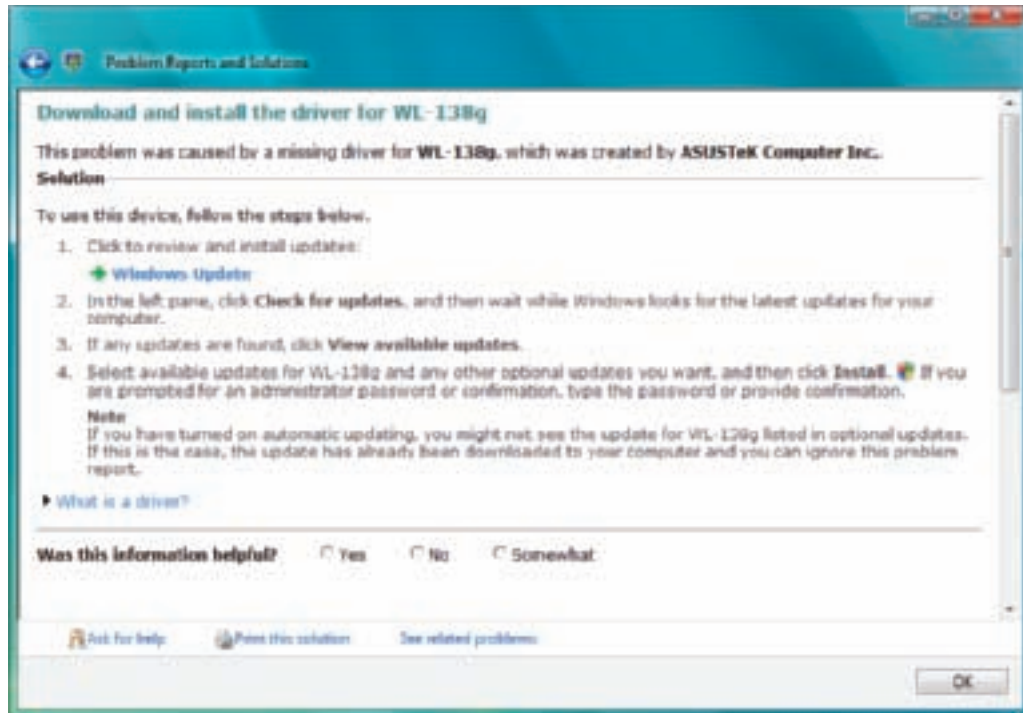 Problem Reports and Solutions
Download and install the driver for WL-138g
This problem was caused by a missing driver for WL-138g, which was created by ASUSTeK Computer Inc..
Solution
To use this device, follow the steps below.
1. Click to review and install updates:
Windows Update
2. In the left pane, click Check for updates, and then wait while Windows looks for the latest updates for your
computer.
3. If any updates are found, click View available updates.
4. Select available updates for WL-138g and any other optional updates you want, and then click Install. If you
are prompted for an administrator password or confirmation, type the password or provide confirmation.
Note
If you have turned on automatic updating, you might not see the update for WL-138g listed in optional updates.
If this is the case, the update has already been downloaded to your computer and you can ignore this problem
report.
What is a driver?
Was this information helpful? Yes No Somewhat
Ask for help Print this solution See related problems
OK